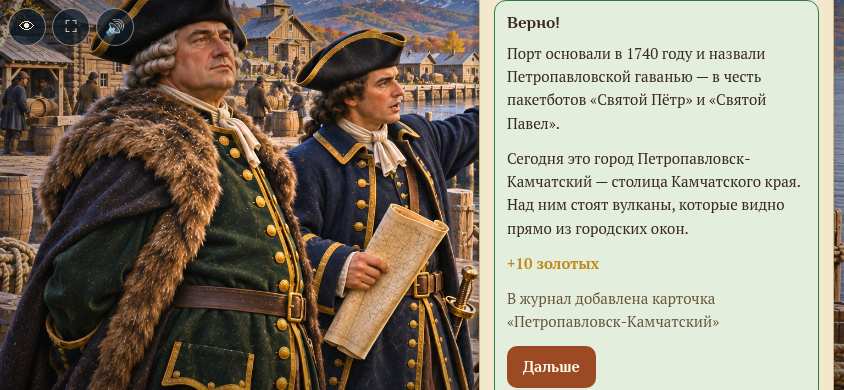 Верно!
Порт основали в 1740 году и назвали
Петропавловской гаванью — в честь
пакетботов «Святой Пётр» и «Святой
Павел».
Сегодня это город Петропавловск-
Камчатский — столица Камчатского края.
Над ним стоят вулканы, которые видно
прямо из городских окон.
+10 золотых
В журнал добавлена карточка
«Петропавловск-Камчатский»
Дальше